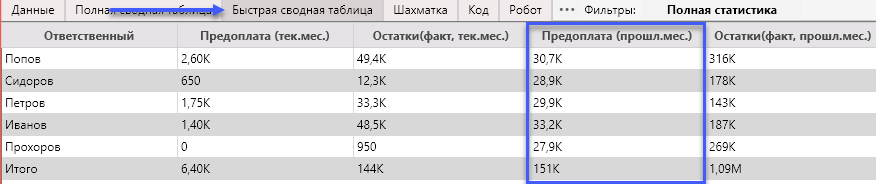 Данные Полная сводная таблица Быстрая сводная таблица Шахматка Код Робот ••• Фильтры: Полная статистика
Ответственный Предоплата (тек.мес.) Остатки(факт, тек.мес.) Предоплата (прошл.мес.) Остатки(факт, прошл.мес.)
Попов 2,60K 49,4K 30,7K 316K
Сидоров 650 12,3K 28,9K 178K
Петров 1,75K 33,3K 29,9K 143K
Иванов 1,40K 48,5K 33,2K 187K
Прохоров 0 950 27,9K 269K
Итого 6,40K 144K 151K 1,09M